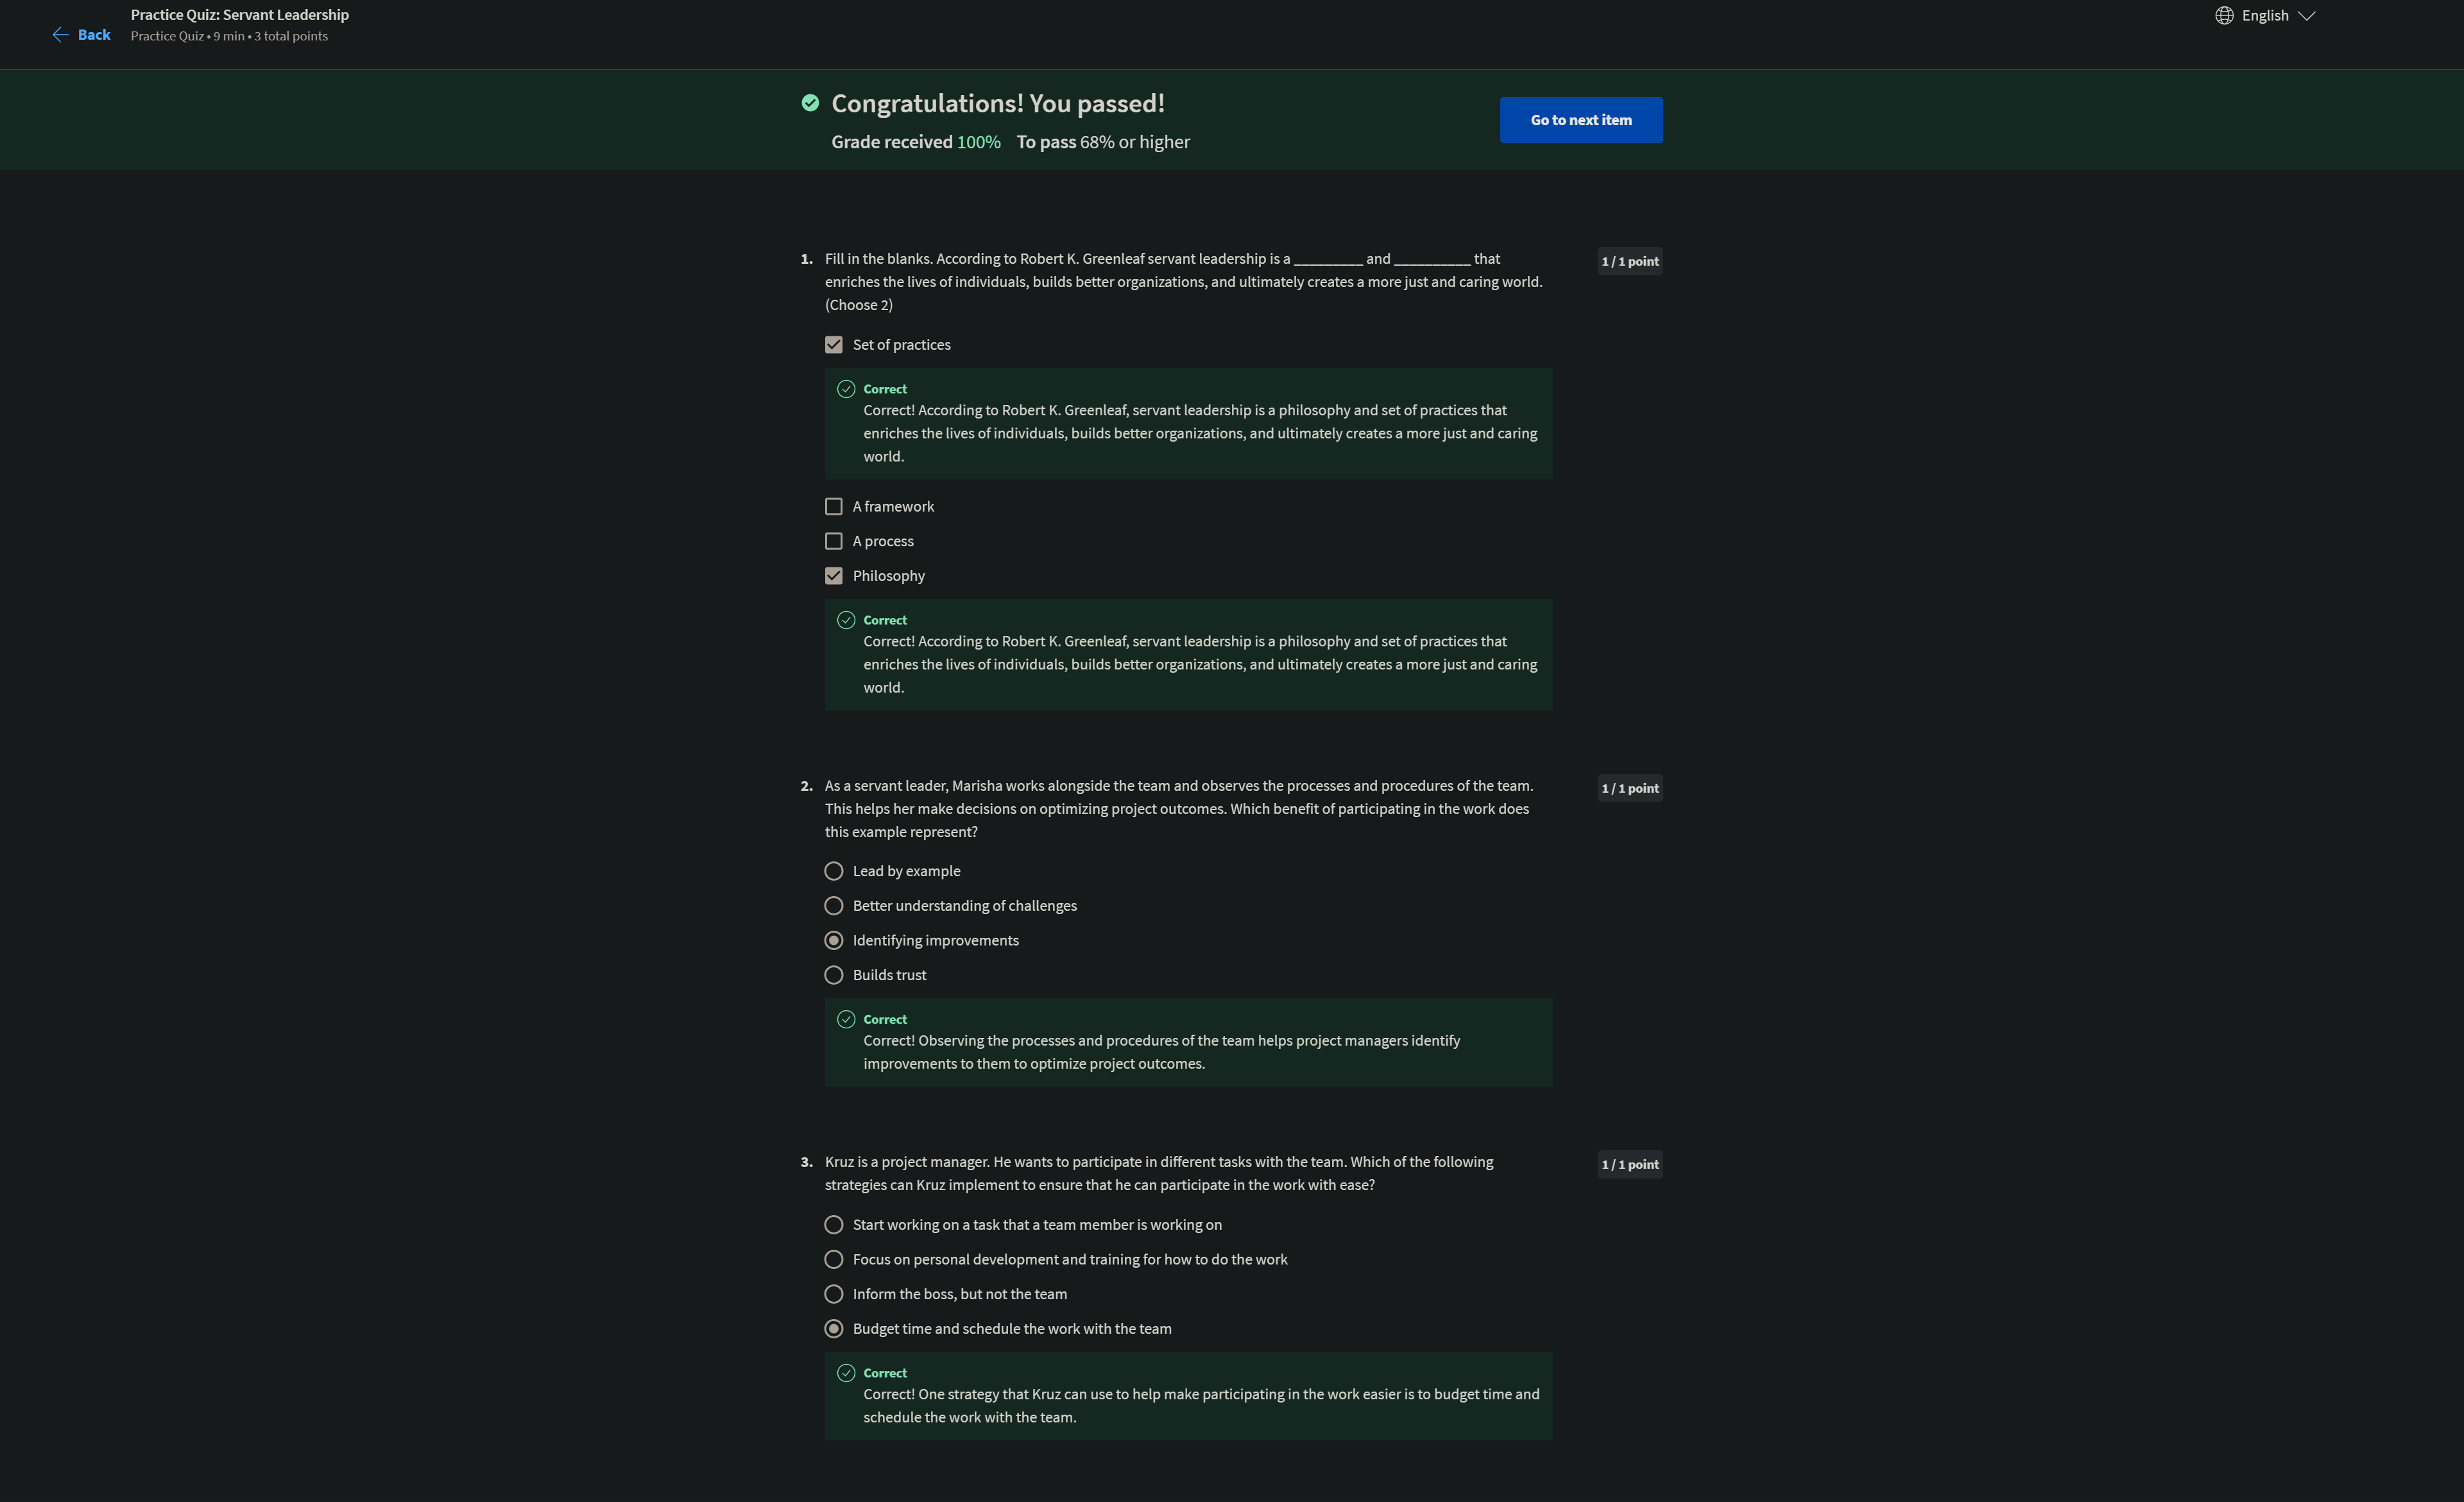 Back
Practice Quiz: Servant Leadership
Practice Quiz • 9 min • 3 total points
English
Congratulations! You passed!
Grade received 100% To pass 68% or higher
Go to next item
1. Fill in the blanks. According to Robert K. Greenleaf servant leadership is a _________ and __________ that
enriches the lives of individuals, builds better organizations, and ultimately creates a more just and caring world.
(Choose 2)
1 / 1 point
Set of practices
Correct
Correct! According to Robert K. Greenleaf, servant leadership is a philosophy and set of practices that
enriches the lives of individuals, builds better organizations, and ultimately creates a more just and caring
world.
A framework
A process
Philosophy
Correct
Correct! According to Robert K. Greenleaf, servant leadership is a philosophy and set of practices that
enriches the lives of individuals, builds better organizations, and ultimately creates a more just and caring
world.
2. As a servant leader, Marisha works alongside the team and observes the processes and procedures of the team.
This helps her make decisions on optimizing project outcomes. Which benefit of participating in the work does
this example represent?
1 / 1 point
Lead by example
Better understanding of challenges
Identifying improvements
Builds trust
Correct
Correct! Observing the processes and procedures of the team helps project managers identify
improvements to them to optimize project outcomes.
3. Kruz is a project manager. He wants to participate in different tasks with the team. Which of the following
strategies can Kruz implement to ensure that he can participate in the work with ease?
1 / 1 point
Start working on a task that a team member is working on
Focus on personal development and training for how to do the work
Inform the boss, but not the team
Budget time and schedule the work with the team
Correct
Correct! One strategy that Kruz can use to help make participating in the work easier is to budget time and
schedule the work with the team.